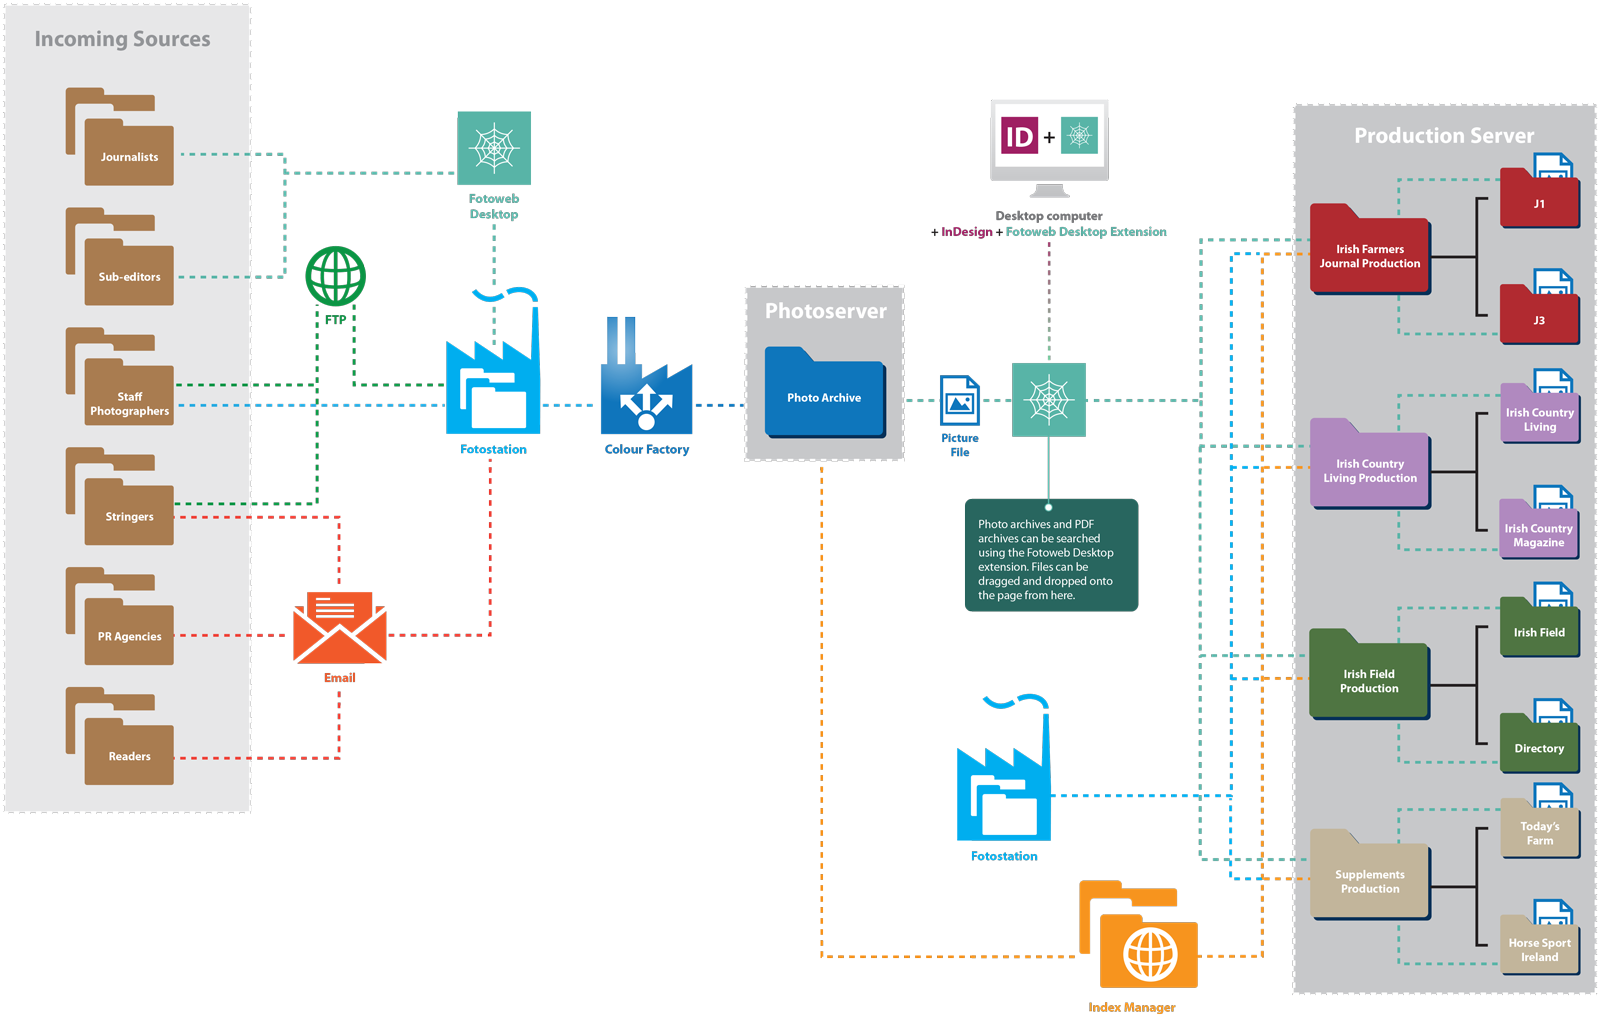 Incoming Sources
Journalists
Sub-editors
Staff
Photographers
Stringers
PR Agencies
Readers
FTP
Email
Fotoweb
Desktop
Fotostation
Colour Factory
Photoserver
Photo Archive
Picture
File
ID +
Desktop computer
+ InDesign + Fotoweb Desktop Extension
Photo archives and PDF
archives can be searched
using the Fotoweb Desktop
extension. Files can be
dragged and dropped onto
the page from here.
Fotostation
Index Manager
Production Server
Irish Farmers
Journal Production
J1
J3
Irish Country
Living Production
Irish Country
Living
Irish Country
Magazine
Irish Field
Production
Irish Field
Directory
Supplements
Production
Today's
Farm
Horse Sport
Ireland